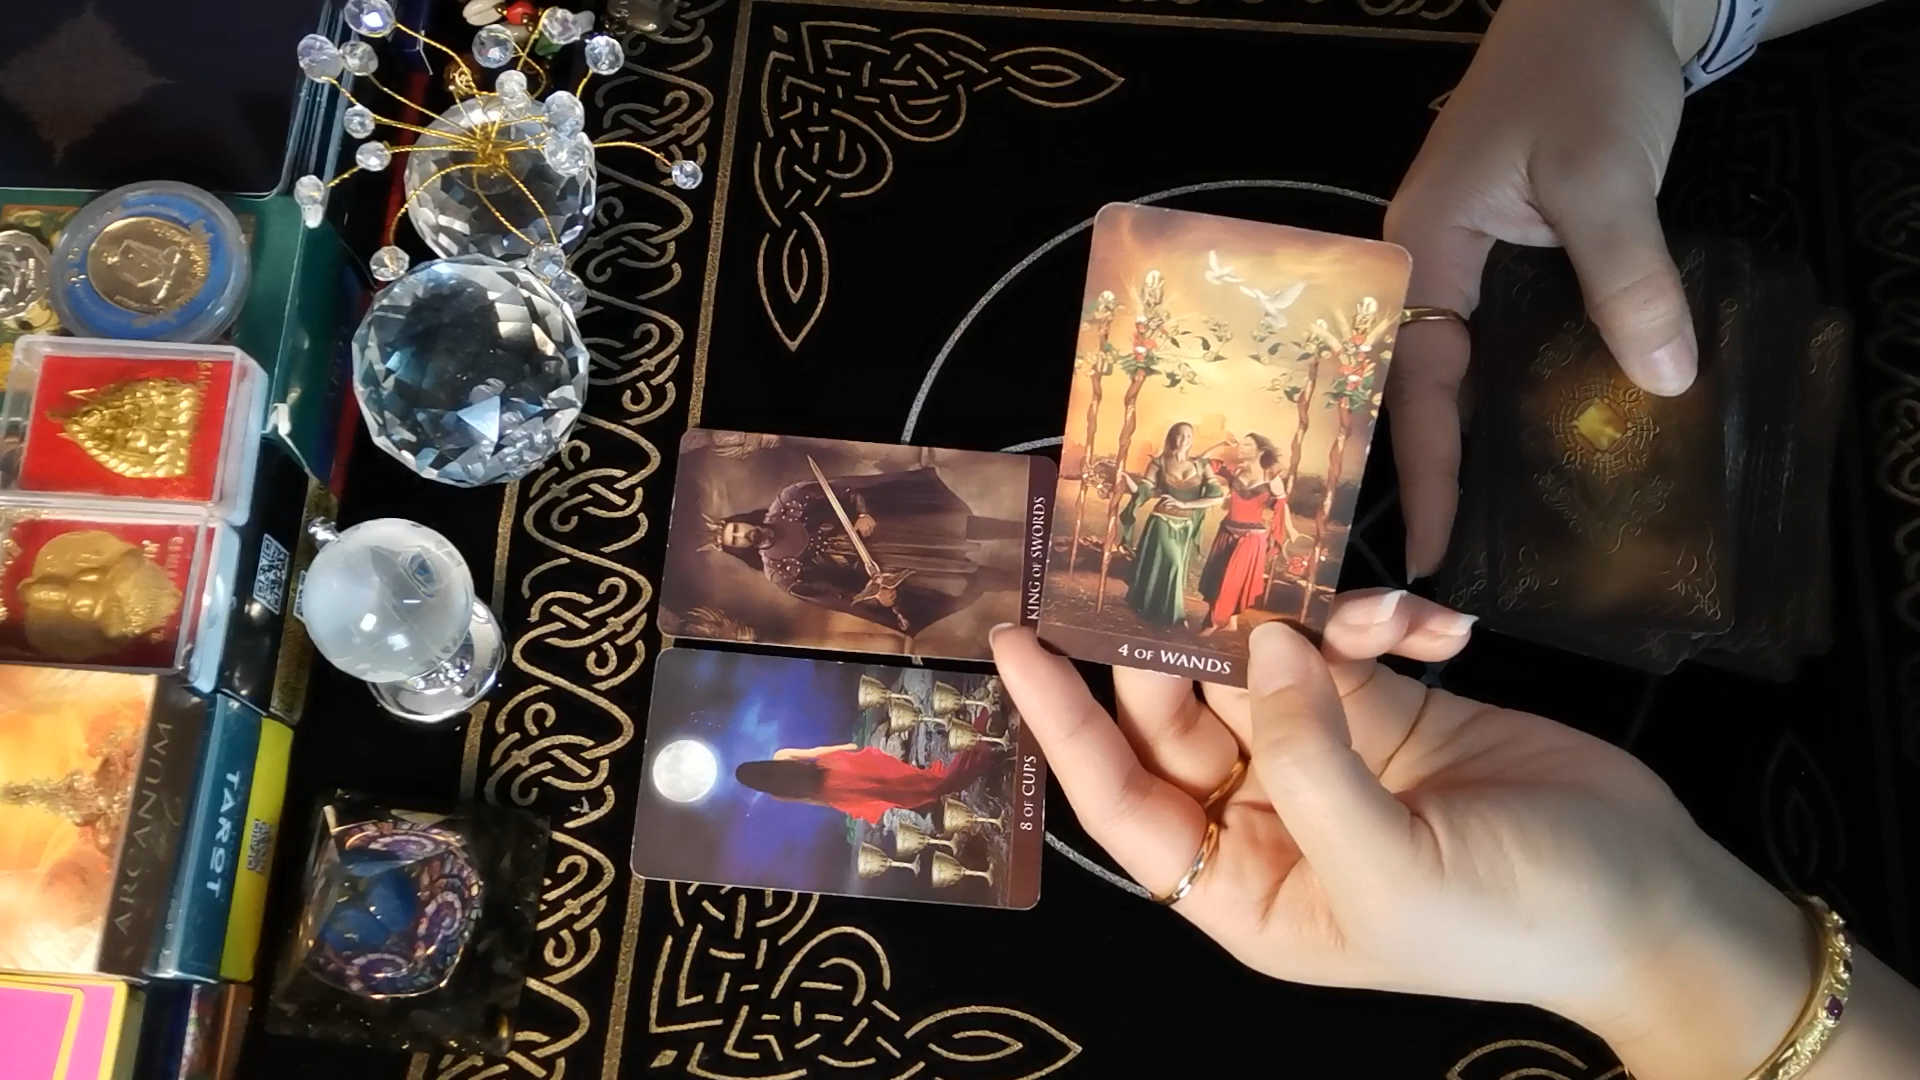 4 OF WANDS
KING OF SWORDS
8 OF CUPS
ARCANUM
TAROT